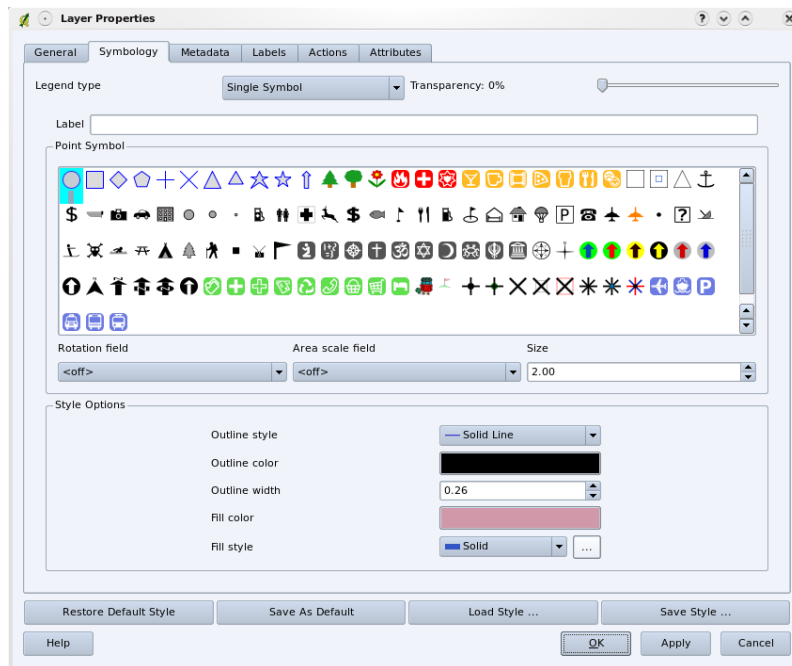 Layer Properties
General Symbology Metadata Labels Actions Attributes
Legend type Single Symbol Transparency: 0%
Label
Point Symbol
Rotation field Area scale field Size
<off> <off> 2.00
Style Options
Outline style Solid Line
Outline color
Outline width 0.26
Fill color
Fill style Solid ...
Restore Default Style Save As Default Load Style ... Save Style ...
Help OK Apply Cancel